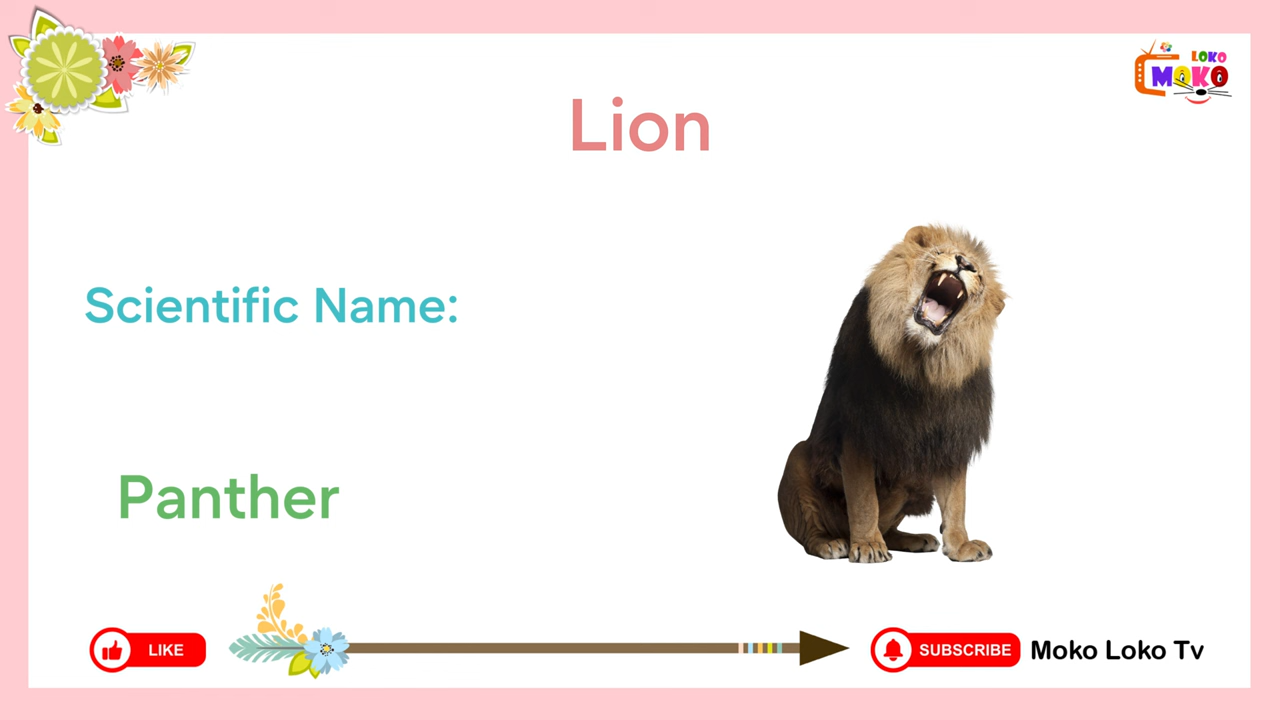 LOKO
MOKO
Lion
Scientific Name:
Panther
LIKE
SUBSCRIBE
Moko Loko Tv